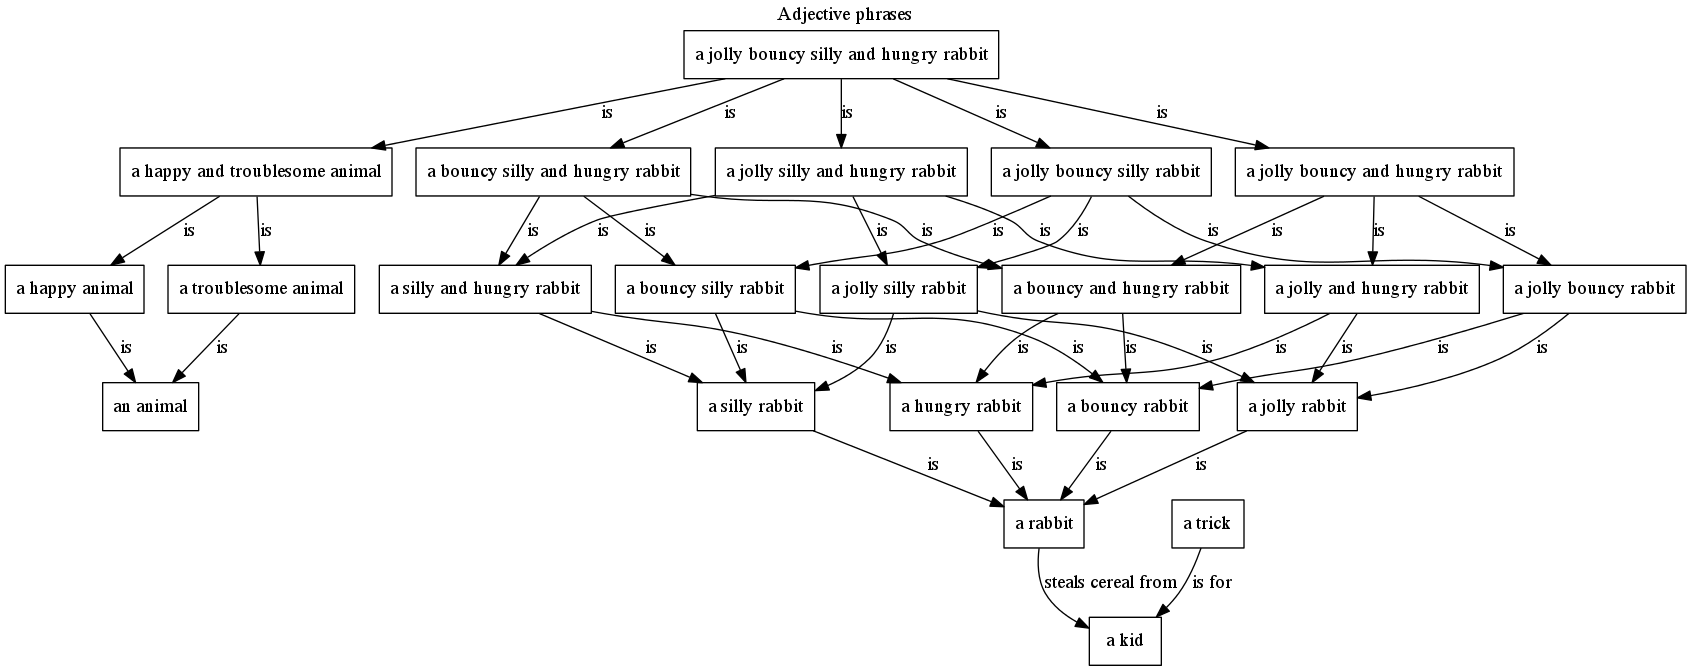 Adjective phrases
a jolly bouncy silly and hungry rabbit
is
is
is
is
is
a happy and troublesome animal
a bouncy silly and hungry rabbit
a jolly silly and hungry rabbit
a jolly bouncy silly rabbit
a jolly bouncy and hungry rabbit
is
is
is
is
is
is
is
is
is
is
is
is
is
is
a happy animal
a troublesome animal
a silly and hungry rabbit
a bouncy silly rabbit
a jolly silly rabbit
a bouncy and hungry rabbit
a jolly and hungry rabbit
a jolly bouncy rabbit
is
is
is
is
is
is
is
is
is
is
is
is
is
is
an animal
a silly rabbit
a hungry rabbit
a bouncy rabbit
a jolly rabbit
is
is
is
is
a rabbit
a trick
steals cereal from
is for
a kid